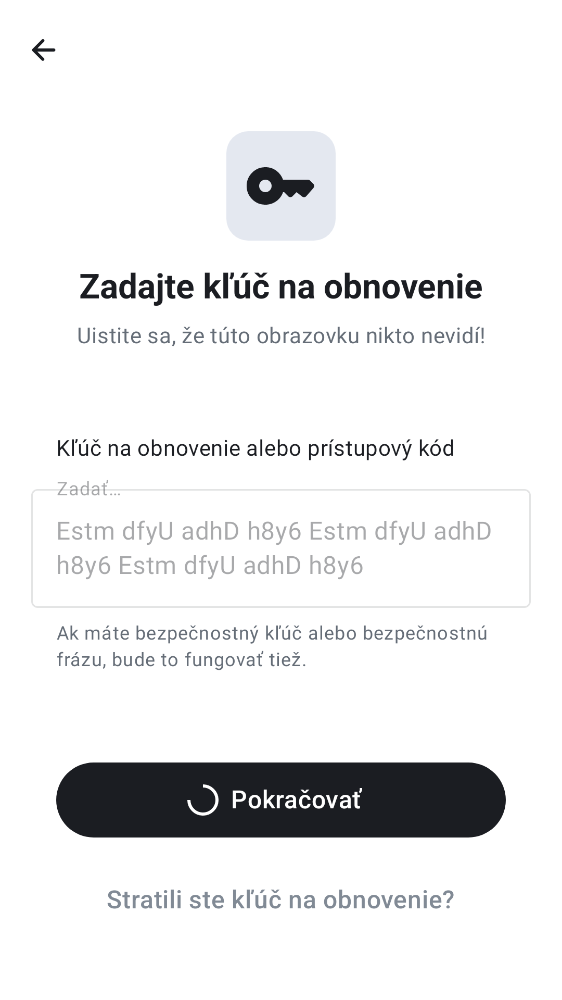 Zadajte kľúč na obnovenie
Uistite sa, že túto obrazovku nikto nevidí!
Kľúč na obnovenie alebo prístupový kód
Zadať…
Estm dfyU adhD h8y6 Estm dfyU adhD
h8y6 Estm dfyU adhD h8y6
Ak máte bezpečnostný kľúč alebo bezpečnostnú
frázu, bude to fungovať tiež.
Pokračovať
Stratili ste kľúč na obnovenie?